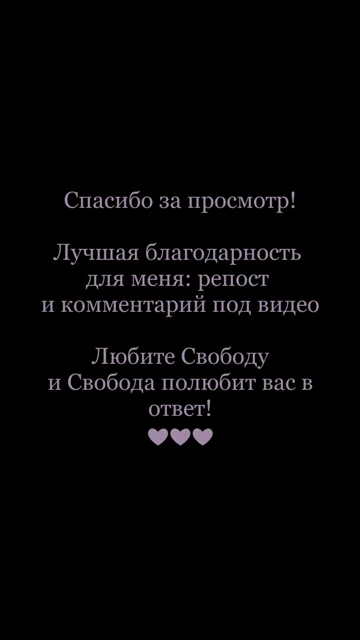 Спасибо за просмотр!
Лучшая благодарность
для меня: репост
и комментарий под видео
Любите Свободу
и Свобода полюбит вас в
ответ!
💜💜💜